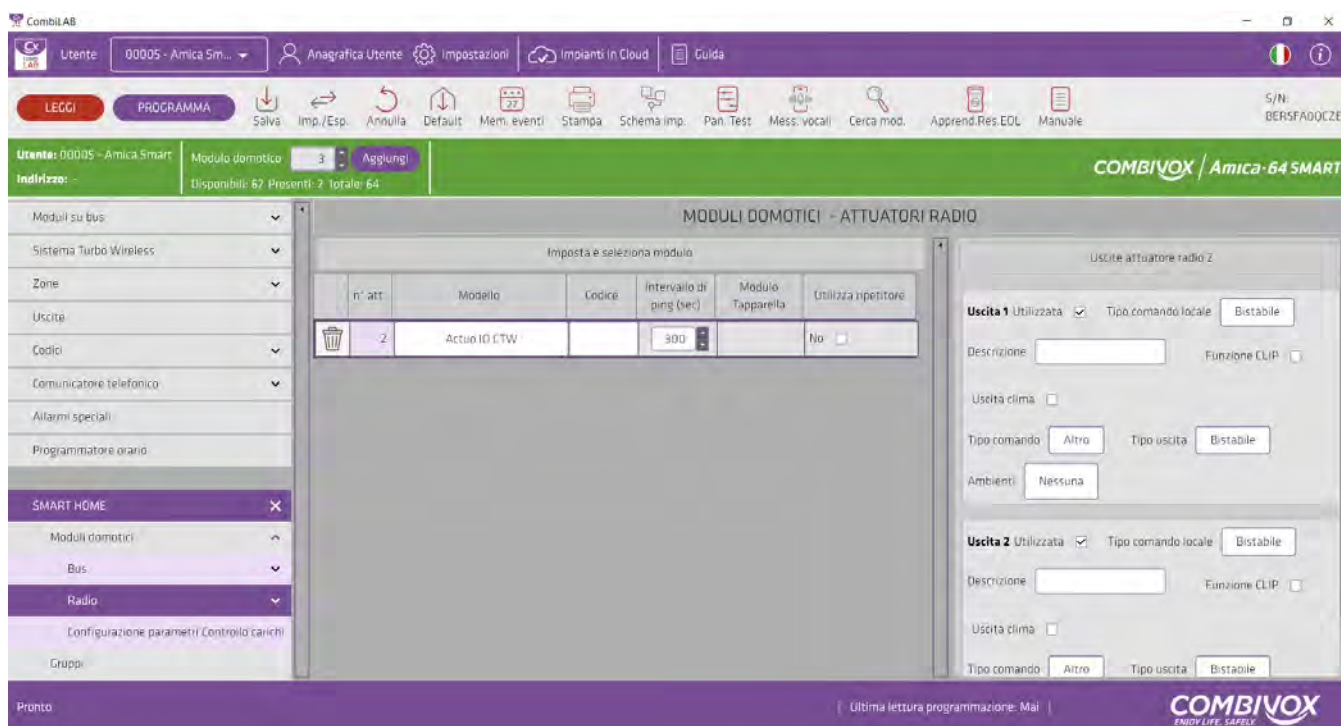 CombiLAB
Utente 00005 - Amica Sm... Anagrafica Utente Impostazioni Impianti in Cloud Guida
LEGGI PROGRAMMA Salva Imp./Esp. Annulla Default Mem. eventi Stampa Schema imp. Pan. Test Mess. vocali Cerca mod. Apprend.Res.EOL Manuale
S/N:
BERSFADQCZE
Utente: 00005 - Amica Smart Modulo domotico 3 Aggiungi
Indirizzo: - Disponibili: 62 Presenti: 2 Totale: 64
COMBIVOX / Amica-64 SMART
Moduli su bus
Sistema Turbo Wireless
Zone
Uscite
Codici
Comunicatore telefonico
Allarmi speciali
Programmatore orario
SMART HOME
Moduli domotici
Bus
Radio
Configurazione parametri Controllo carichi
Gruppi
MODULI DOMOTICI - ATTUATORI RADIO
Imposta e seleziona modulo
n° att Modello Codice Intervallo di ping (sec) Modulo Tapparella Utilizza ripetitore
2 Actuo IO CTW 300 No
Uscite attuatore radio 2
Uscita 1 Utilizzata Tipo comando locale Bistabile
Descrizione Funzione CLIP
Uscita clima
Tipo comando Altro Tipo uscita Bistabile
Ambienti Nessuna
Uscita 2 Utilizzata Tipo comando locale Bistabile
Descrizione Funzione CLIP
Uscita clima
Tipo comando Altro Tipo uscita Bistabile
Pronto Ultima lettura programmazione: Mai
COMBIVOX
ENJOY LIFE, SAFELY